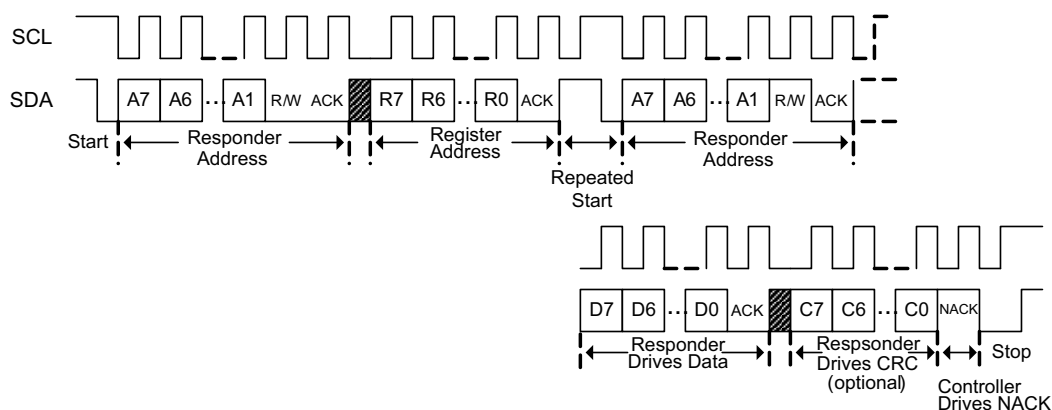 SCL
SDA A7 A6 ... A1 R/W ACK R7 R6 ... R0 ACK A7 A6 ... A1 R/W ACK
Start Responder Address Register Address Repeated Start Responder Address
D7 D6 ... D0 ACK C7 C6 ... C0 NACK
Responder Drives Data Respsonder Drives CRC (optional) Controller Drives NACK Stop